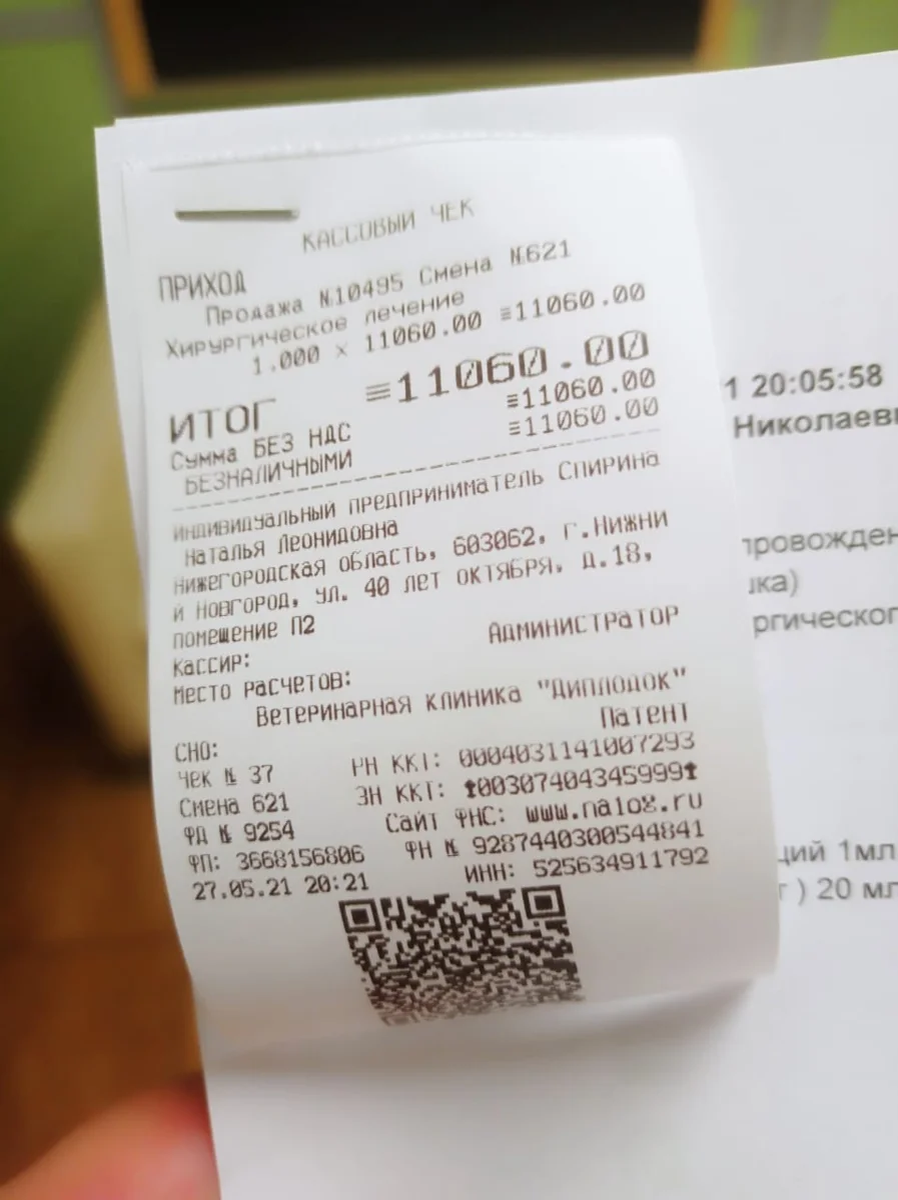 КАССОВЫЙ ЧЕК
ПРИХОД
Продажа №10495 Смена №621
Хирургическое лечение
1.000 × 11060.00 ≡11060.00
ИТОГ ≡11060.00
Сумма БЕЗ НДС ≡11060.00
БЕЗНАЛИЧНЫМИ ≡11060.00
ИНДИВИДУАЛЬНЫЙ ПРЕДПРИНИМАТЕЛЬ СПИРИНА
НАТАЛЬЯ ЛЕОНИДОВНА
НИЖЕГОРОДСКАЯ ОБЛАСТЬ, 603062, Г.НИЖНИ
Й НОВГОРОД, УЛ. 40 ЛЕТ ОКТЯБРЯ, Д.18,
ПОМЕЩЕНИЕ П2
КАССИР: АДМИНИСТРАТОР
МЕСТО РАСЧЕТОВ:
ВЕТЕРИНАРНАЯ КЛИНИКА "ДИПЛОДОК"
СНО: ПАТЕНТ
ЧЕК № 37 РН ККТ: 0004031141007293
СМЕНА 621 ЗН ККТ: 00307404345999
ФД № 9254 САЙТ ФНС: www.nalog.ru
ФП: 3668156806 ФН № 9287440300544841
27.05.21 20:21 ИНН: 525634911792
1 20:05:58
Николаев
провожден
ка)
ргического
ций 1мл
) 20 мл